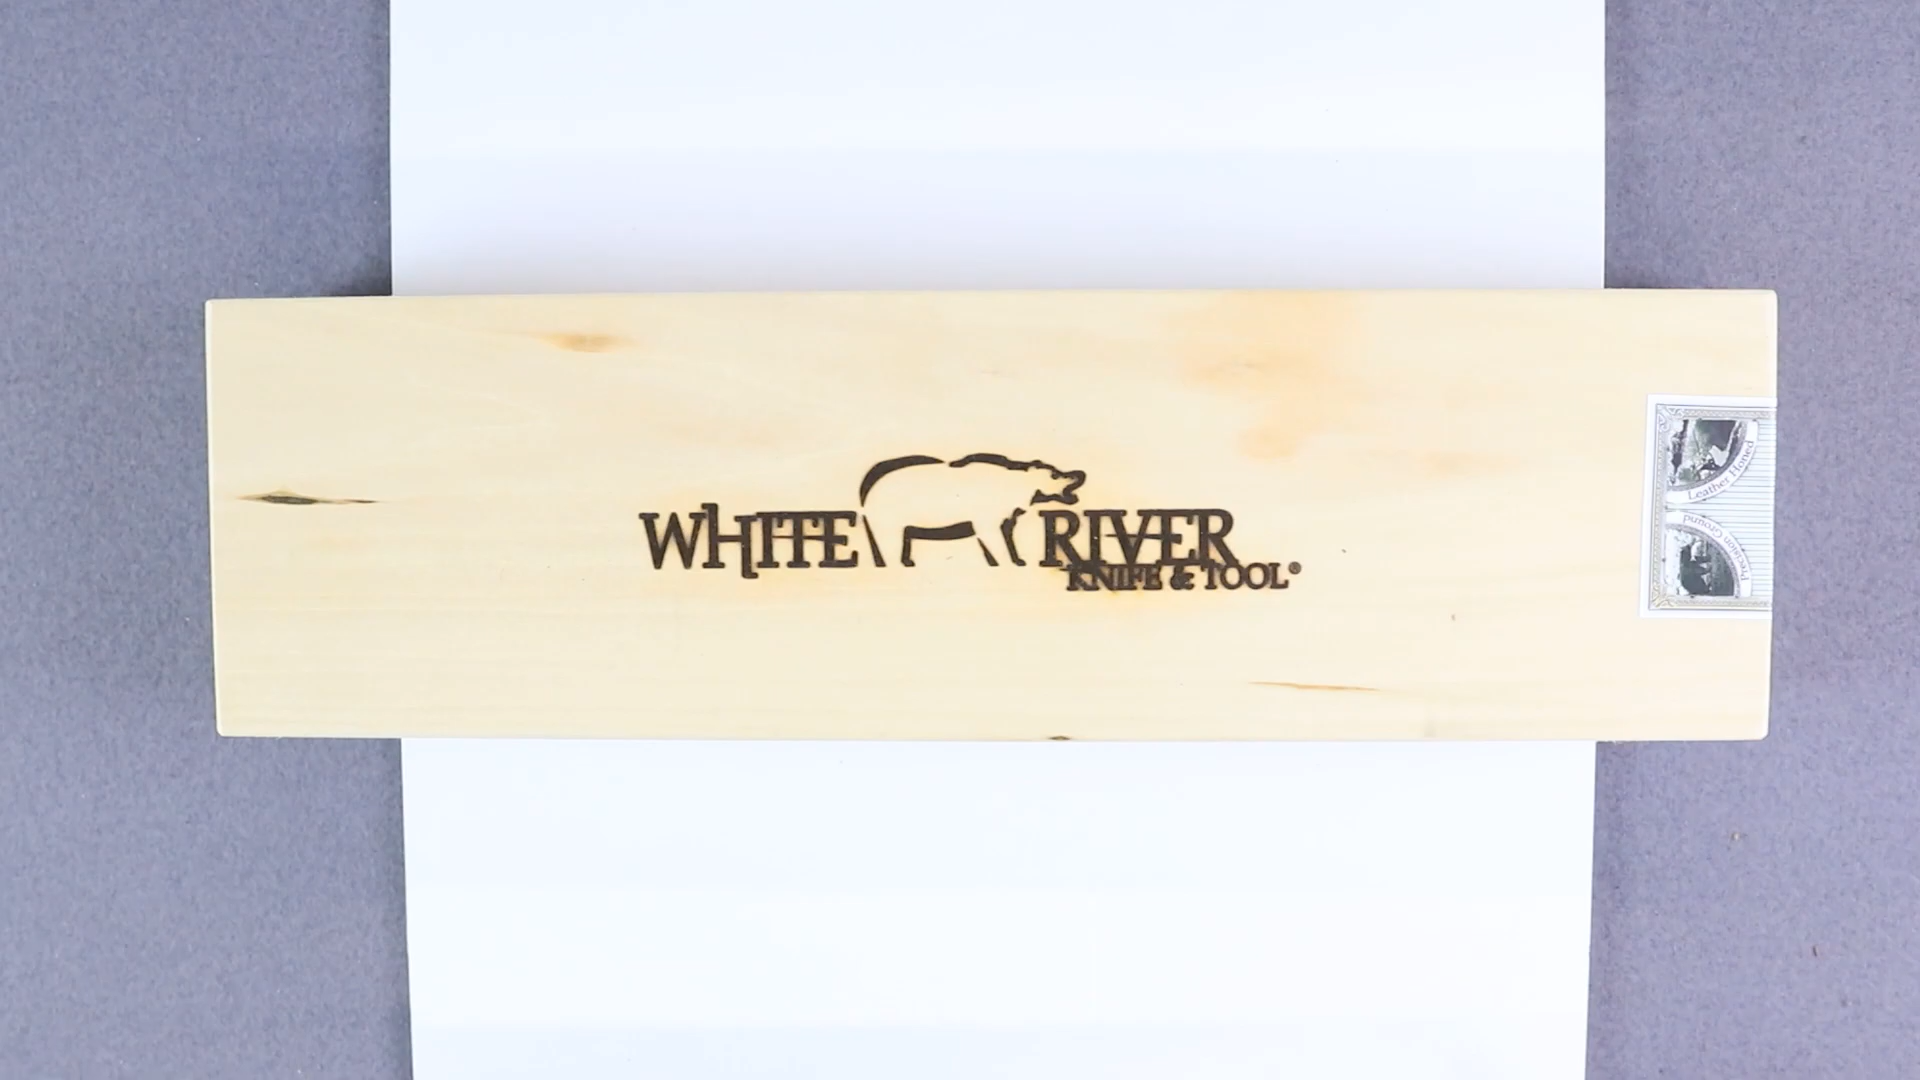 WHITE RIVER
KNIFE & TOOL®
Leather Honed
Precision Ground